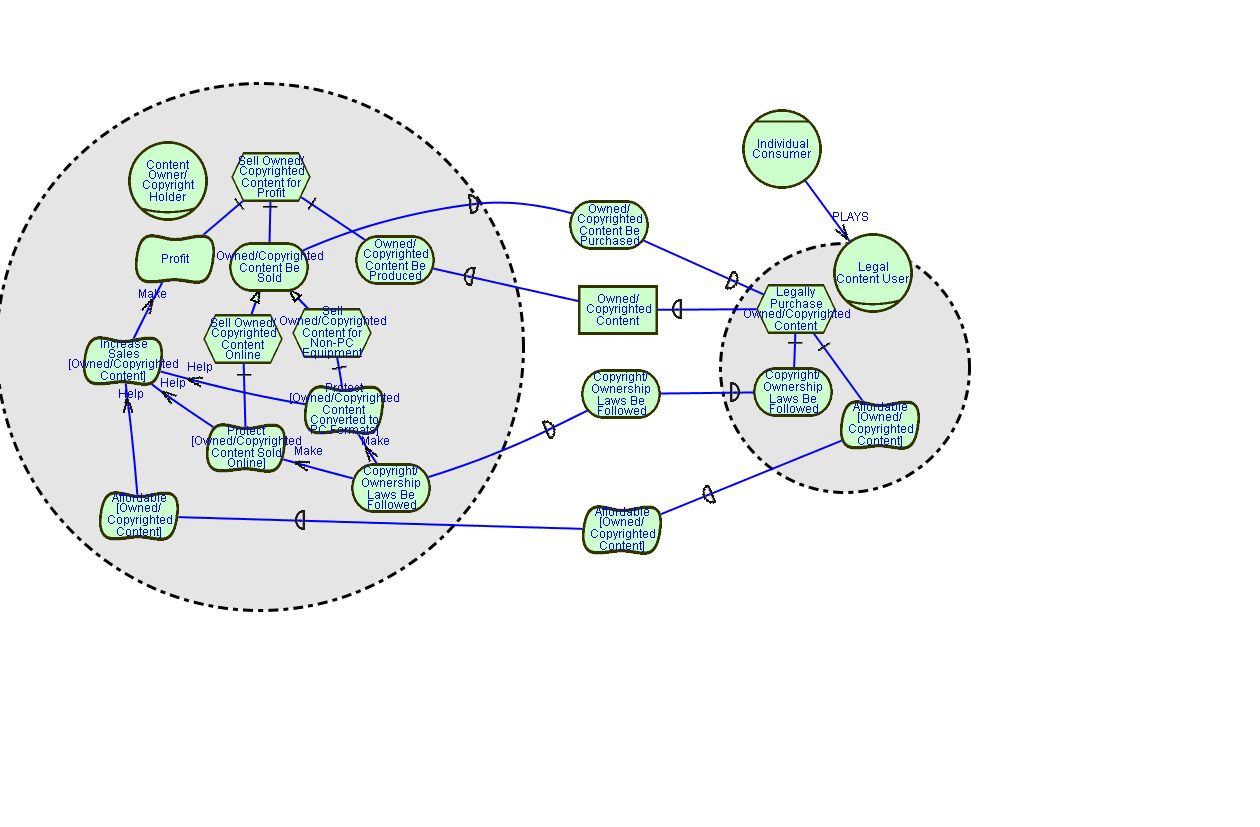 Content
Owner/
Copyright
Holder
Sell Owned/
Copyrighted
Content for
Profit
Profit
Owned/Copyrighted
Content Be
Sold
Owned/
Copyrighted
Content Be
Produced
Make
Sell Owned/
Copyrighted
Content
Online
Sell
Owned/Copyrighted
Content for
Non-PC
Equipment
Increase
Sales
[Owned/Copyrighted
Content]
Help
Help
Help
Protect
[Owned/Copyrighted
Content
Converted to
PC Formats]
Protect
[Owned/Copyrighted
Content Sold
Online]
Make
Make
Copyright/
Ownership
Laws Be
Followed
Affordable
[Owned/
Copyrighted
Content]
Owned/
Copyrighted
Content Be
Purchased
Owned/
Copyrighted
Content
Copyright/
Ownership
Laws Be
Followed
Affordable
[Owned/
Copyrighted
Content]
Individual
Consumer
PLAYS
Legal
Content User
Legally
Purchase
Owned/Copyrighted
Content
Copyright/
Ownership
Laws Be
Followed
Affordable
[Owned/
Copyrighted
Content]